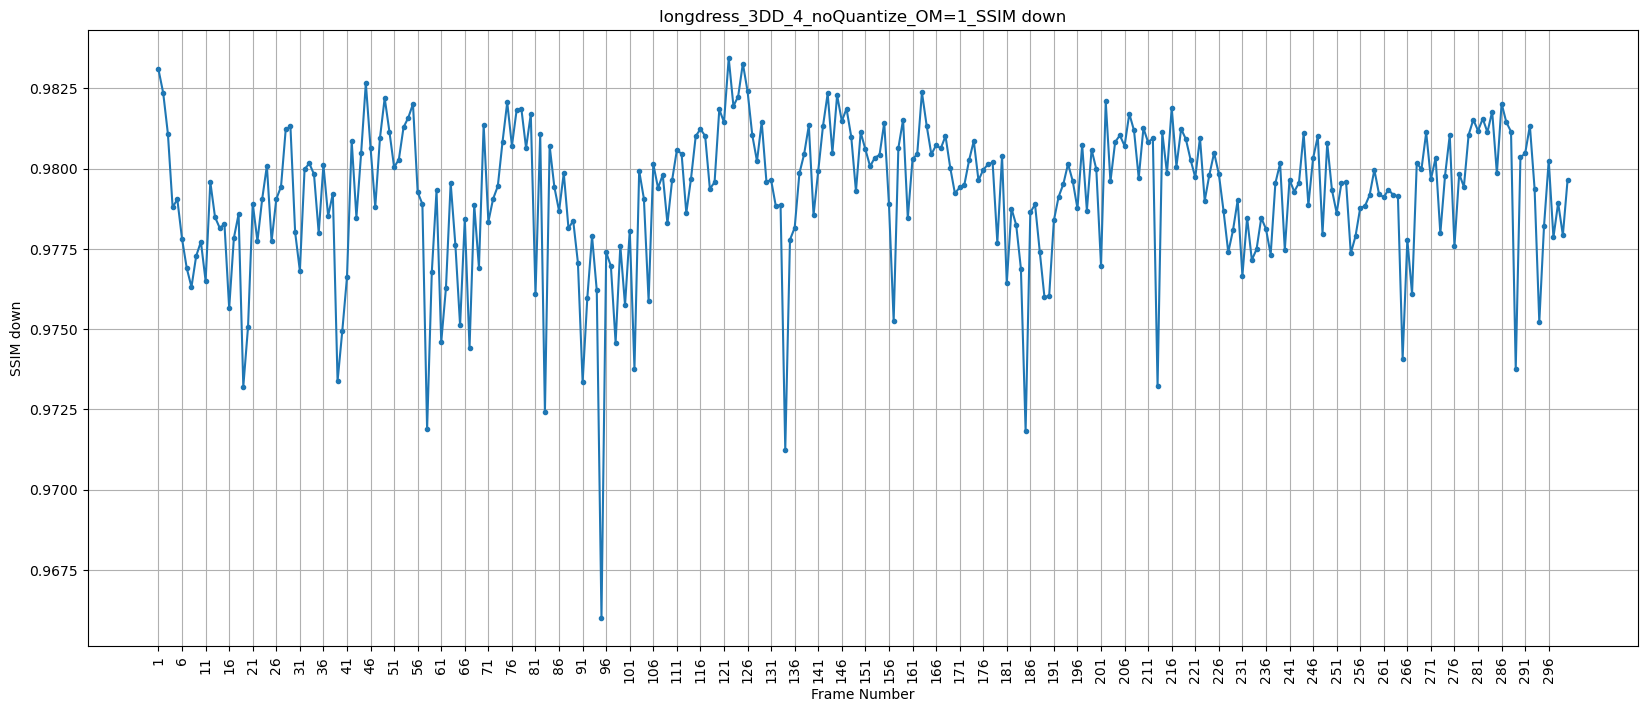 longdress_3DD_4_noQuantize_OM=1_SSIM down
0.9825
0.9800
0.9775
0.9750
0.9725
0.9700
0.9675
SSIM down
1 6 11 16 21 26 31 36 41 46 51 56 61 66 71 76 81 86 91 96 101 106 111 116 121 126 131 136 141 146 151 156 161 166 171 176 181 186 191 196 201 206 211 216 221 226 231 236 241 246 251 256 261 266 271 276 281 286 291 296
Frame Number